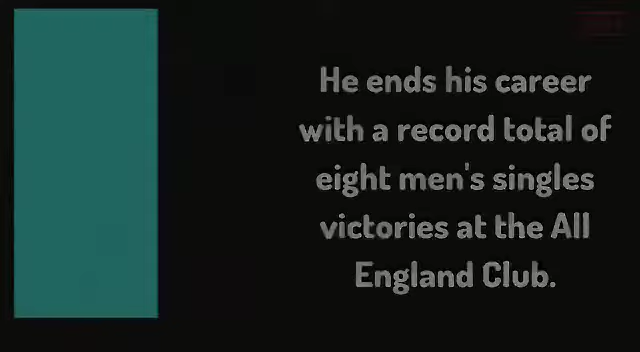 He ends his career
with a record total of
eight men's singles
victories at the All
England Club.